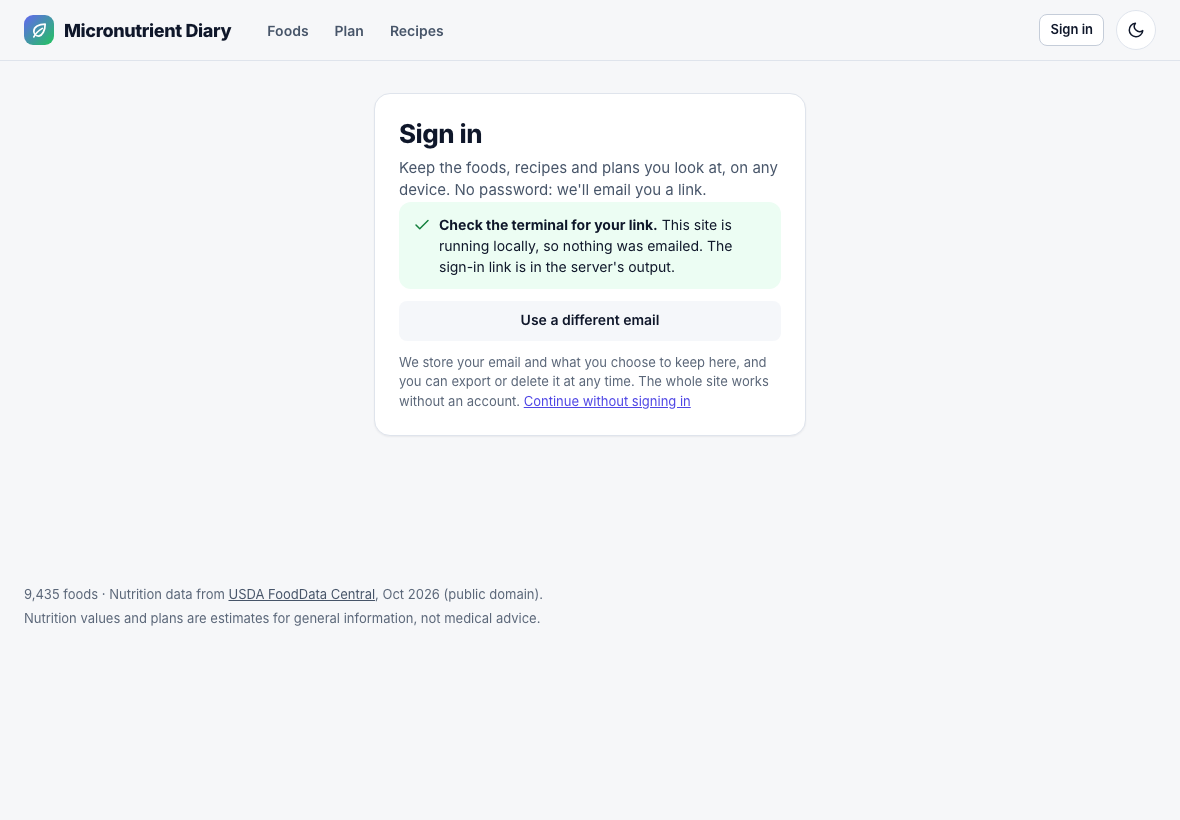 Micronutrient Diary
Foods
Plan
Recipes
Sign in
Sign in
Keep the foods, recipes and plans you look at, on any
device. No password: we'll email you a link.
Check the terminal for your link. This site is
running locally, so nothing was emailed. The
sign-in link is in the server's output.
Use a different email
We store your email and what you choose to keep here, and
you can export or delete it at any time. The whole site works
without an account. Continue without signing in
9,435 foods · Nutrition data from USDA FoodData Central, Oct 2026 (public domain).
Nutrition values and plans are estimates for general information, not medical advice.